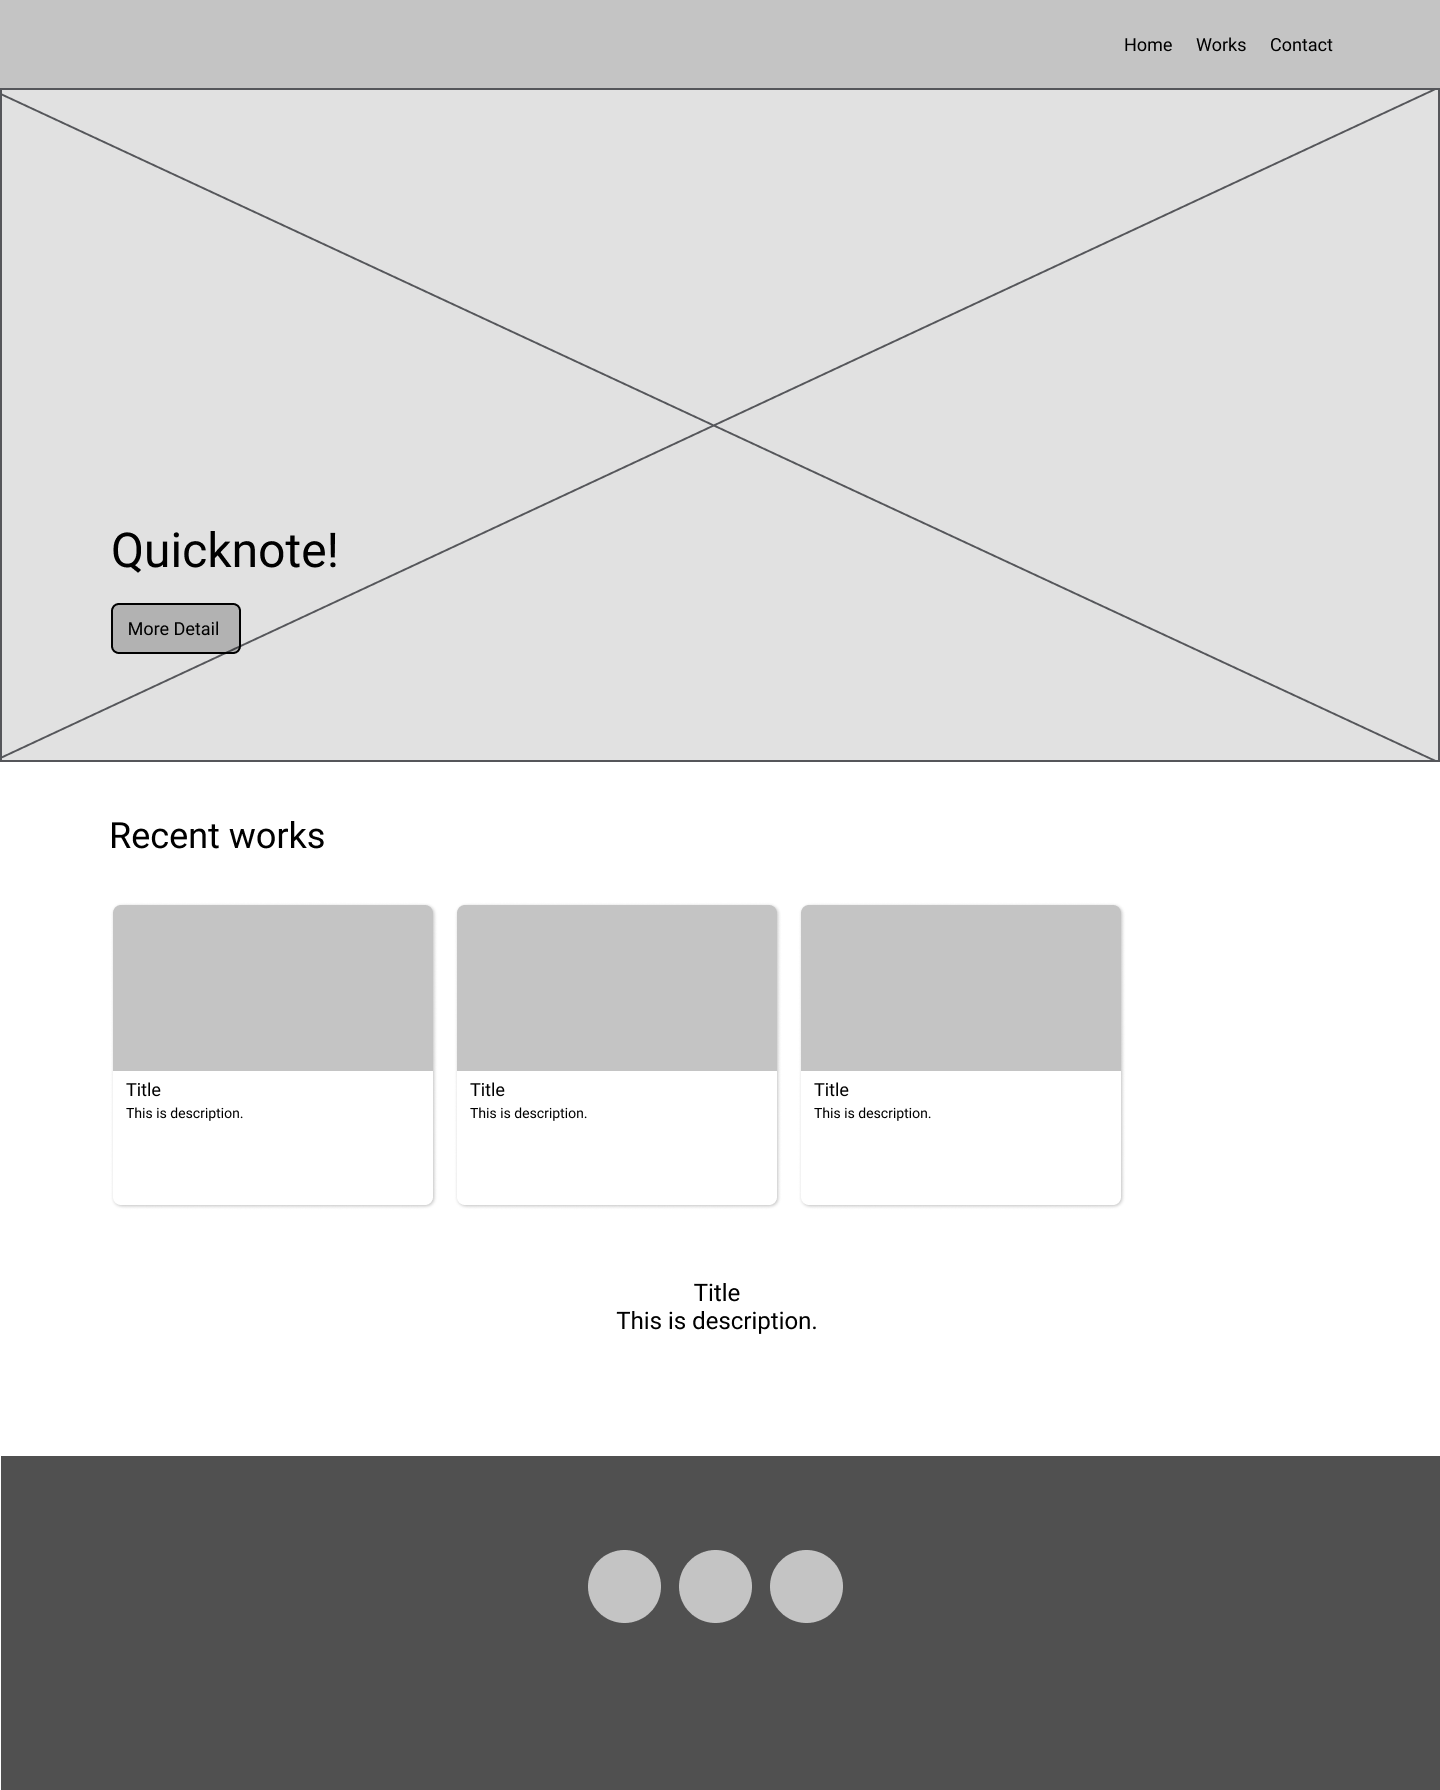 Home Works Contact
Quicknote!
More Detail
Recent works
Title
This is description.
Title
This is description.
Title
This is description.
Title
This is description.